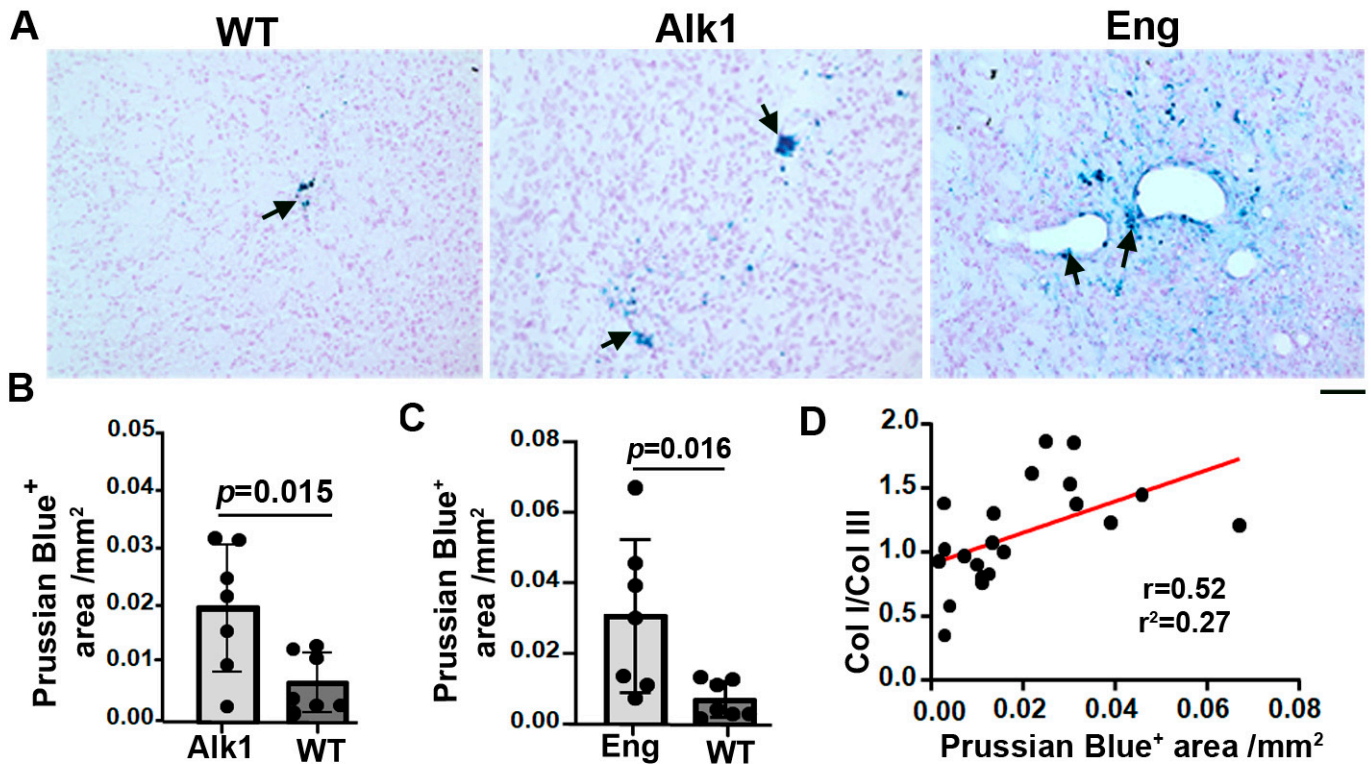 A
WT
Alk1
Eng
B
Prussian Blue⁺
area /mm²
0.05
0.04
0.03
0.02
0.01
0.00
p=0.015
Alk1
WT
C
Prussian Blue⁺
area /mm²
0.08
0.06
0.04
0.02
0.00
p=0.016
Eng
WT
D
Col I/Col III
2.0
1.5
1.0
0.5
0.0
r=0.52
r²=0.27
0.00 0.02 0.04 0.06 0.08
Prussian Blue⁺ area /mm²